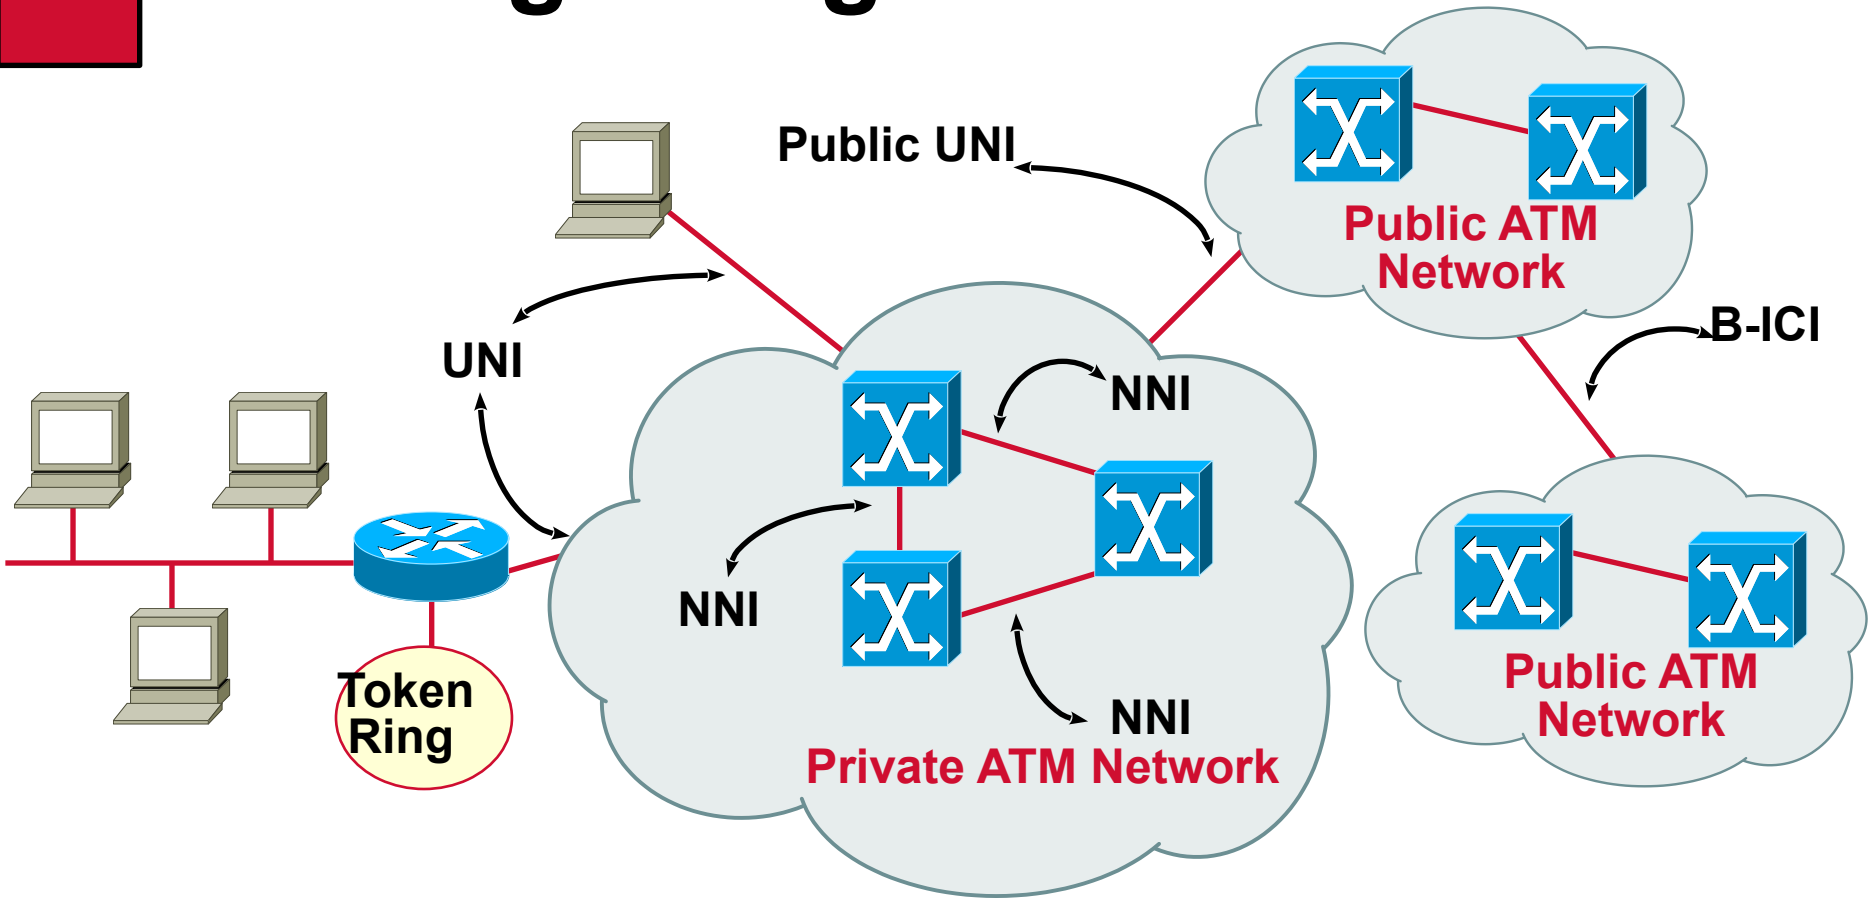 Public UNI
Public ATM
Network
B-ICI
UNI
NNI
NNI
NNI
Private ATM Network
Token
Ring
Public ATM
Network